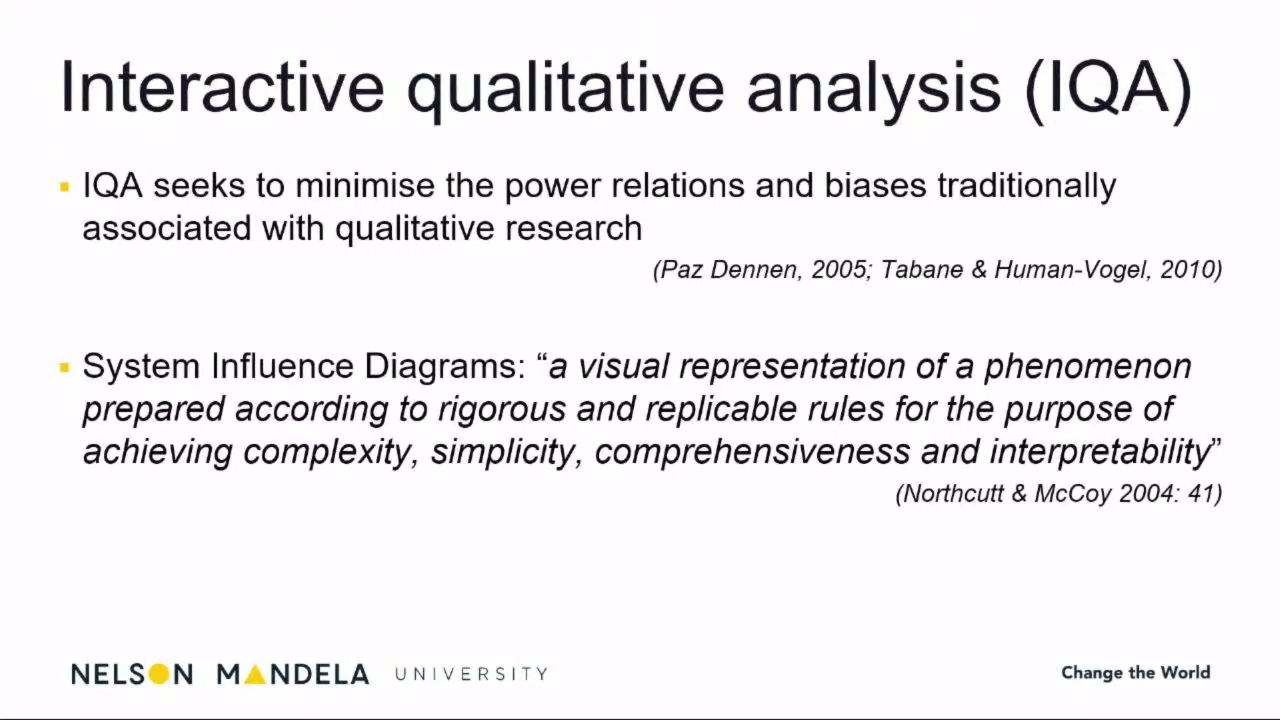 Interactive qualitative analysis (IQA)
▪ IQA seeks to minimise the power relations and biases traditionally
associated with qualitative research
(Paz Dennen, 2005; Tabane & Human-Vogel, 2010)
▪ System Influence Diagrams: “a visual representation of a phenomenon
prepared according to rigorous and replicable rules for the purpose of
achieving complexity, simplicity, comprehensiveness and interpretability”
(Northcutt & McCoy 2004: 41)
NELSON MANDELA UNIVERSITY
Change the World